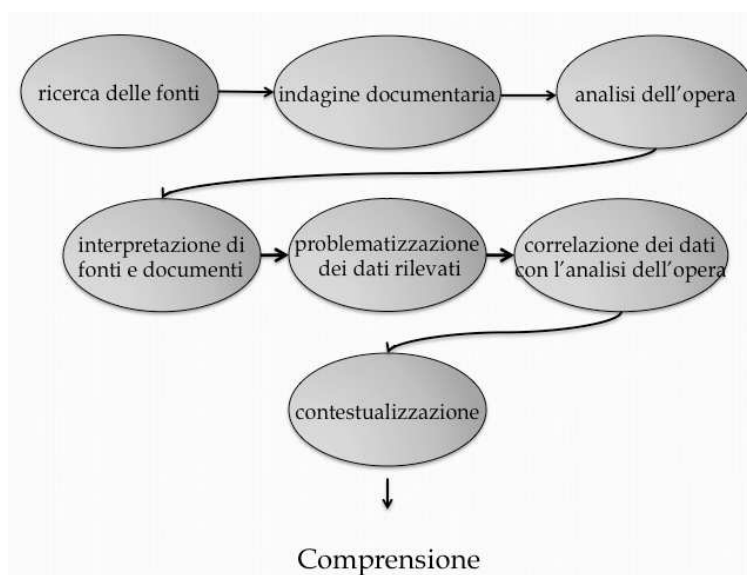 ricerca delle fonti
indagine documentaria
analisi dell'opera
interpretazione di
fonti e documenti
problematizzazione
dei dati rilevati
correlazione dei dati
con l'analisi dell'opera
contestualizzazione
Comprensione